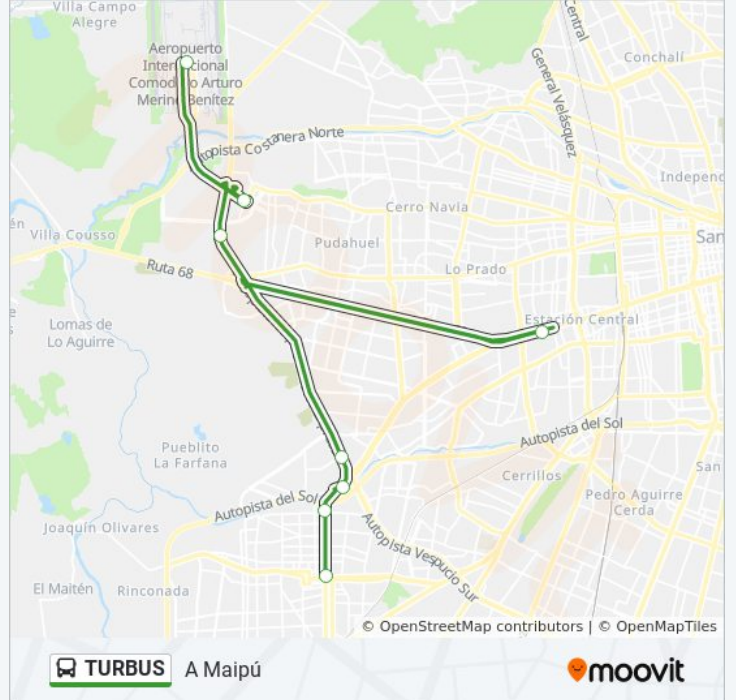 Villa Campo
Alegre
Aeropuerto
Internacional
Comodoro Arturo
Merino Benítez
Central
General Velásquez
Conchalí
Costanera Norte
Independ
Cerro Navia
én
Villa Cousso
Pudahuel
San
Ruta 68
Lo Prado
Lomas de
Lo Aguirre
Estación Central
Pueblito
La Farfana
Autopista del Sol
Cerrillos
San
Pedro Aguirre
Cerda
Autopista del Sol
Joaquín Olivares
Autopista Vespucio Sur
El Maitén
Rinconada
© OpenStreetMap contributors | © OpenMapTiles
TURBUS A Maipú
moovit